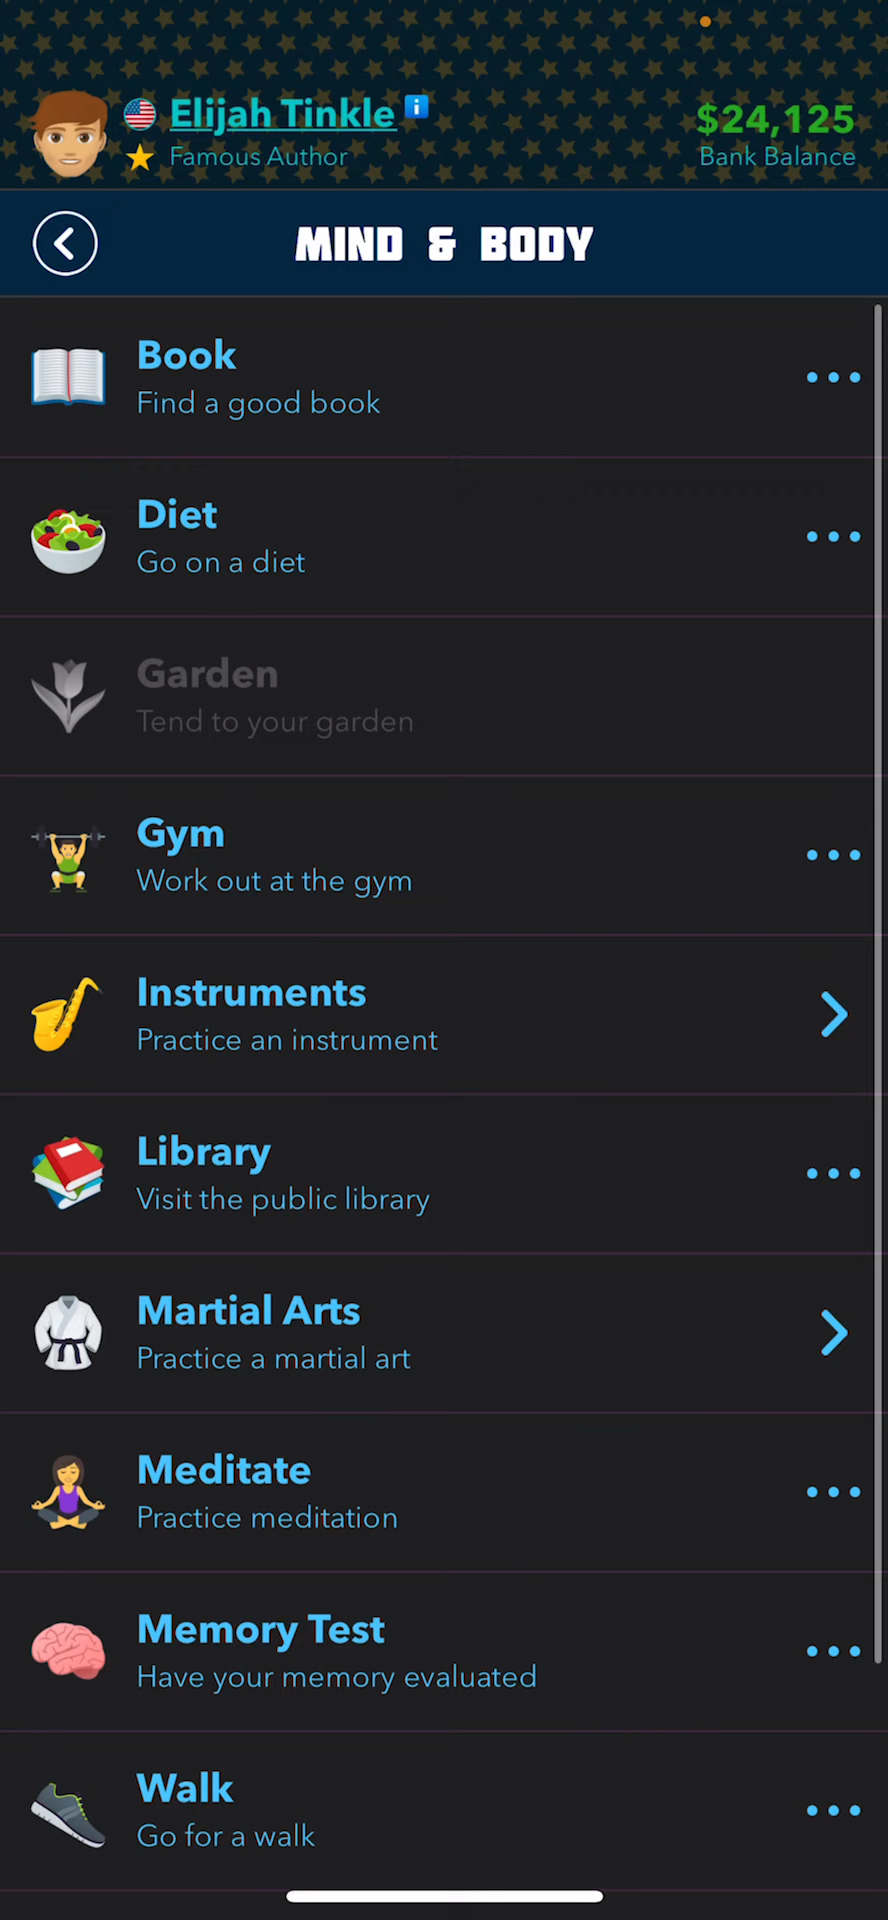 Elijah Tinkle i
Famous Author
$24,125
Bank Balance
MIND & BODY
Book
Find a good book
Diet
Go on a diet
Garden
Tend to your garden
Gym
Work out at the gym
Instruments
Practice an instrument
Library
Visit the public library
Martial Arts
Practice a martial art
Meditate
Practice meditation
Memory Test
Have your memory evaluated
Walk
Go for a walk